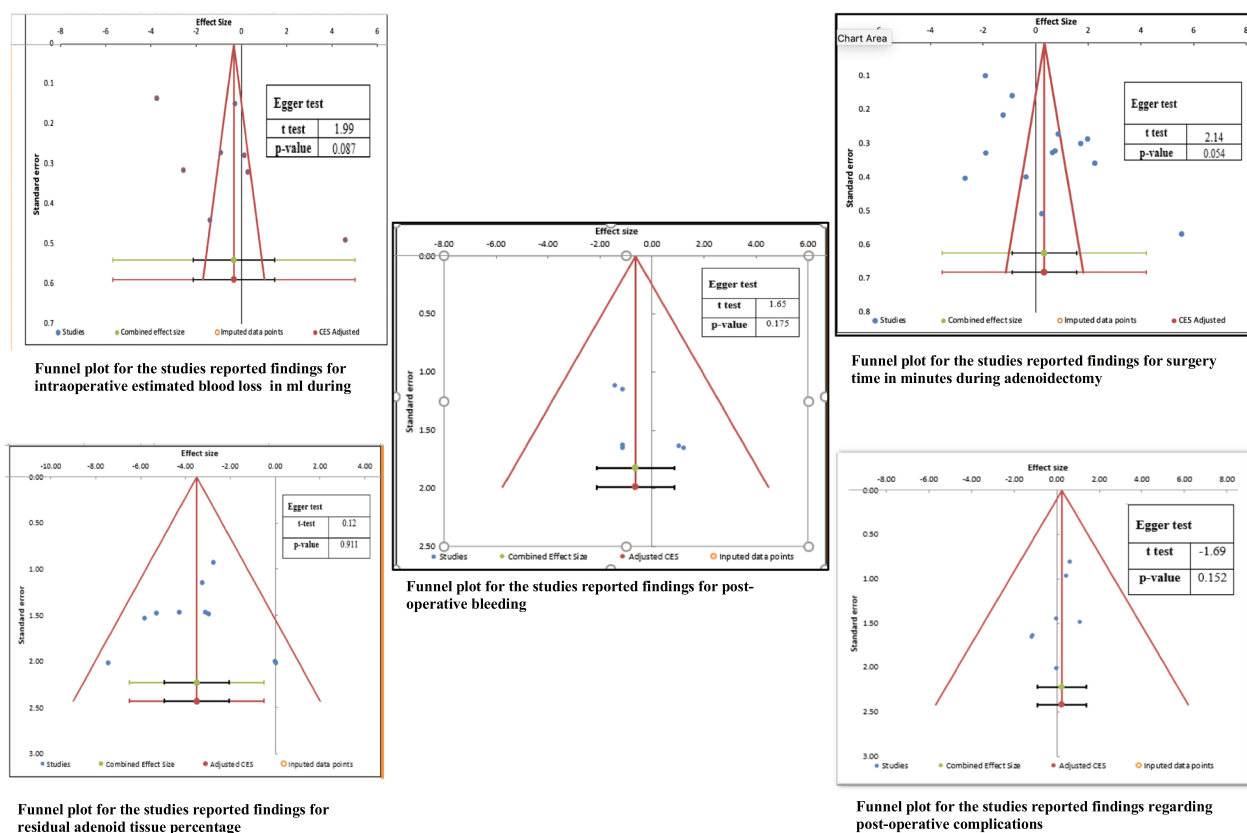 Effect Size
-8 -6 -4 -2 0 2 4 6
0
0.1
0.2
0.3
0.4
0.5
0.6
0.7
Standard error
Egger test
t test 1.99
p-value 0.087
Studies Combined effect size Imputed data points CES Adjusted
Funnel plot for the studies reported findings for
intraoperative estimated blood loss in ml during
Effect Size
Chart Area
-8 -6 -4 -2 0 2 4 6 8
0.1
0.2
0.3
0.4
0.5
0.6
0.7
0.8
Standard error
Egger test
t test 2.14
p-value 0.054
Studies Combined effect size Imputed data points CES Adjusted
Funnel plot for the studies reported findings for surgery
time in minutes during adenoidectomy
Effect size
-8.00 -6.00 -4.00 -2.00 0.00 2.00 4.00 6.00
0.00
0.50
1.00
1.50
2.00
2.50
Standard error
Egger test
t test 1.65
p-value 0.175
Studies Combined Effect Size Adjusted CES Inputed data points
Funnel plot for the studies reported findings for post-
operative bleeding
Effect size
-10.00 -8.00 -6.00 -4.00 -2.00 0.00 2.00 4.00
0.00
0.50
1.00
1.50
2.00
2.50
3.00
Standard error
Egger test
t-test 0.12
p-value 0.911
Studies Combined Effect Size Adjusted CES Inputed data points
Funnel plot for the studies reported findings for
residual adenoid tissue percentage
Effect size
-8.00 -6.00 -4.00 -2.00 0.00 2.00 4.00 6.00 8.00
0.00
0.50
1.00
1.50
2.00
2.50
3.00
Standard error
Egger test
t test -1.69
p-value 0.152
Studies Combined Effect Size Adjusted CES Inputed data points
Funnel plot for the studies reported findings regarding
post-operative complications